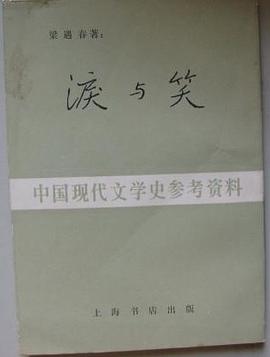 梁遇春著：
淚与笑
中国现代文学史参考资料
上海书店出版